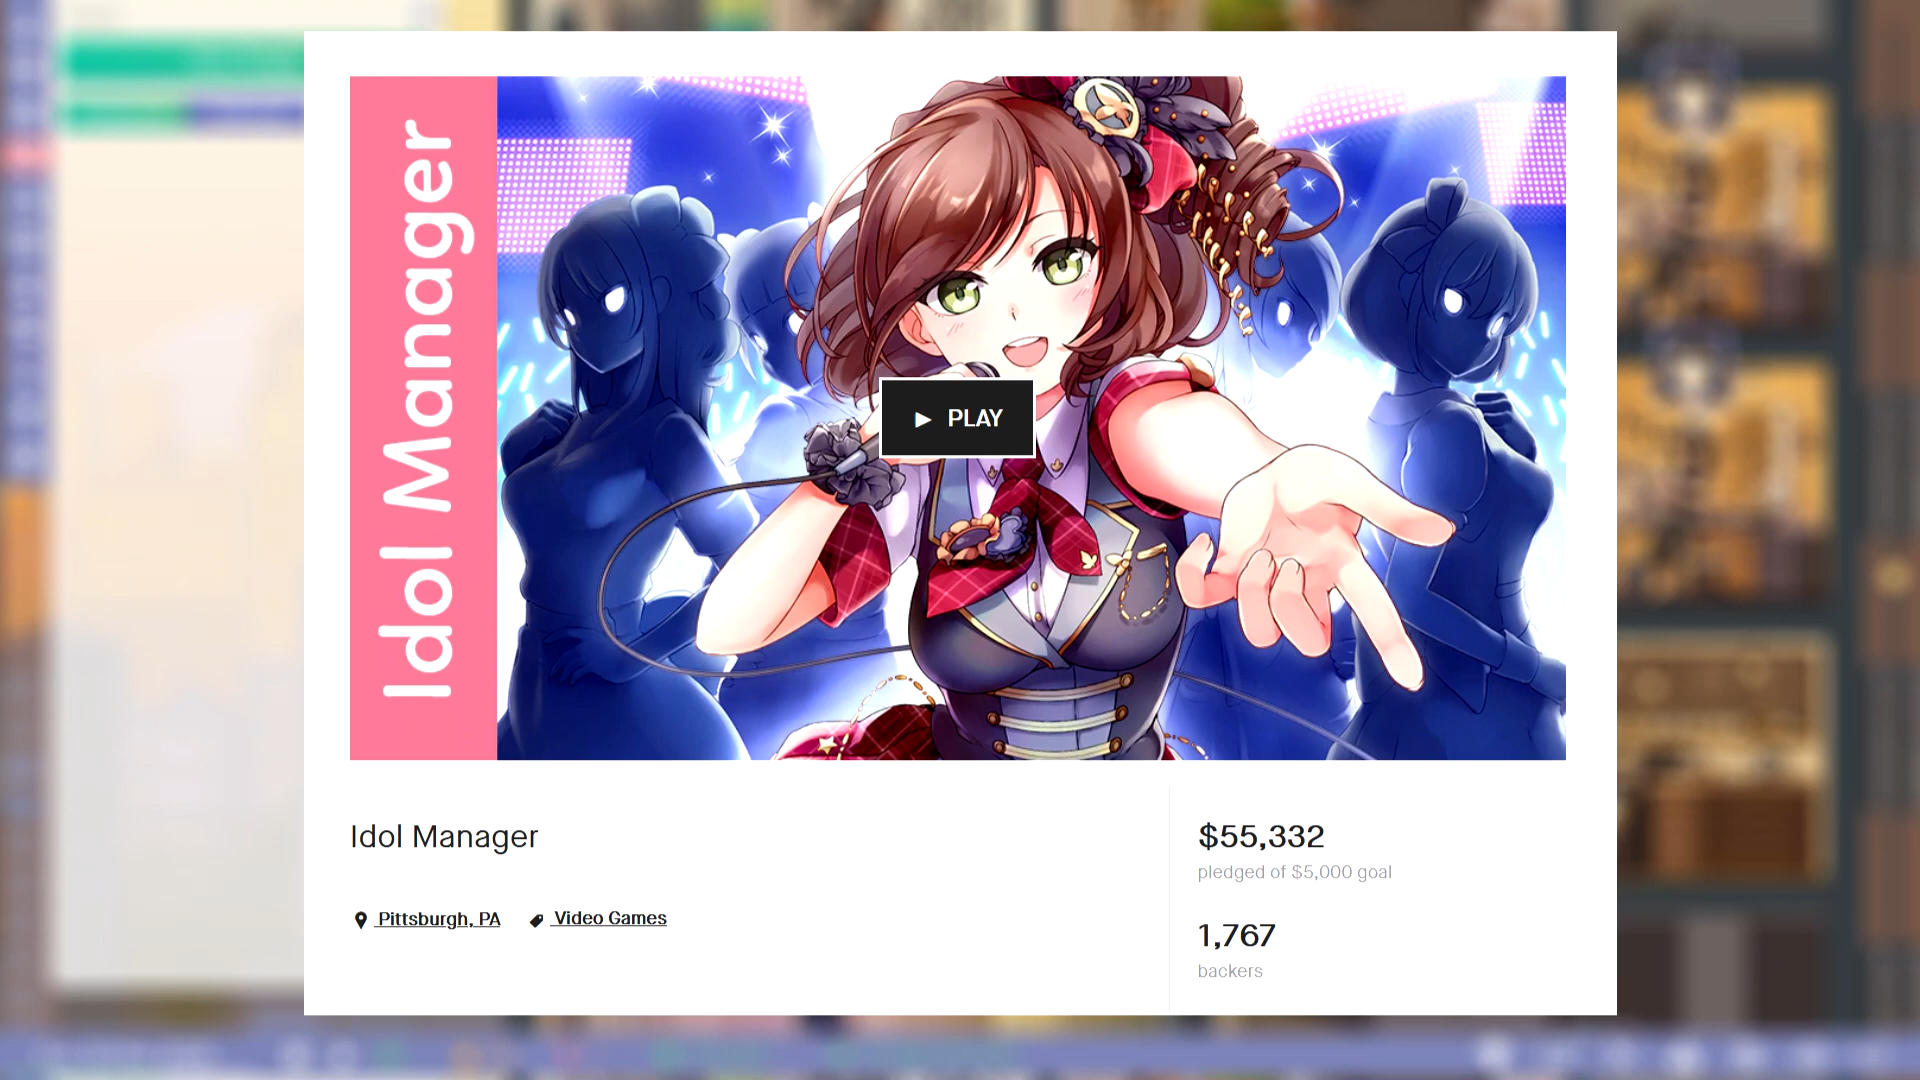 Idol Manager
PLAY
Idol Manager
Pittsburgh, PA
Video Games
$55,332
pledged of $5,000 goal
1,767
backers